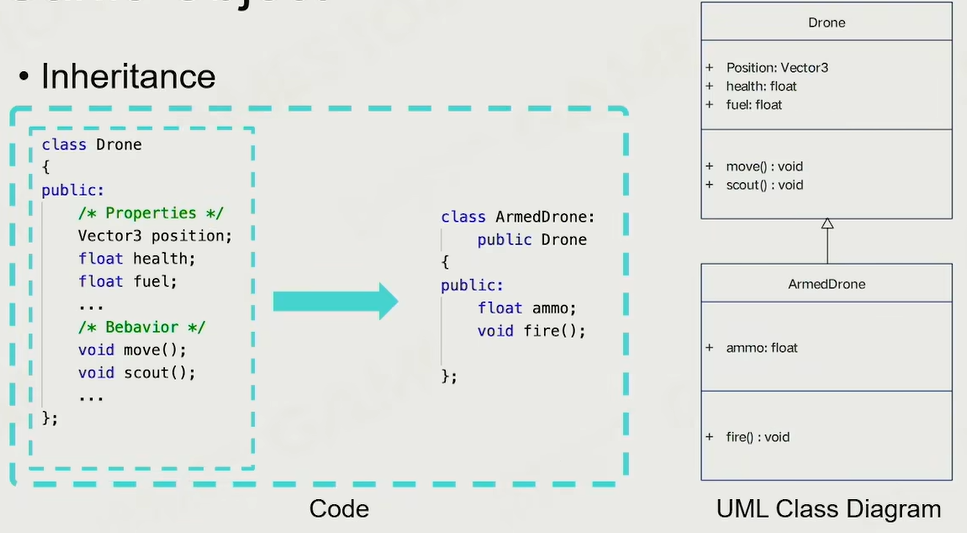 • Inheritance
class Drone
{
public:
/* Properties */
Vector3 position;
float health;
float fuel;
...
/* Bebavior */
void move();
void scout();
...
};
class ArmedDrone:
public Drone
{
public:
float ammo;
void fire();
};
Code
Drone
+ Position: Vector3
+ health: float
+ fuel: float
+ move() : void
+ scout() : void
ArmedDrone
+ ammo: float
+ fire() : void
UML Class Diagram